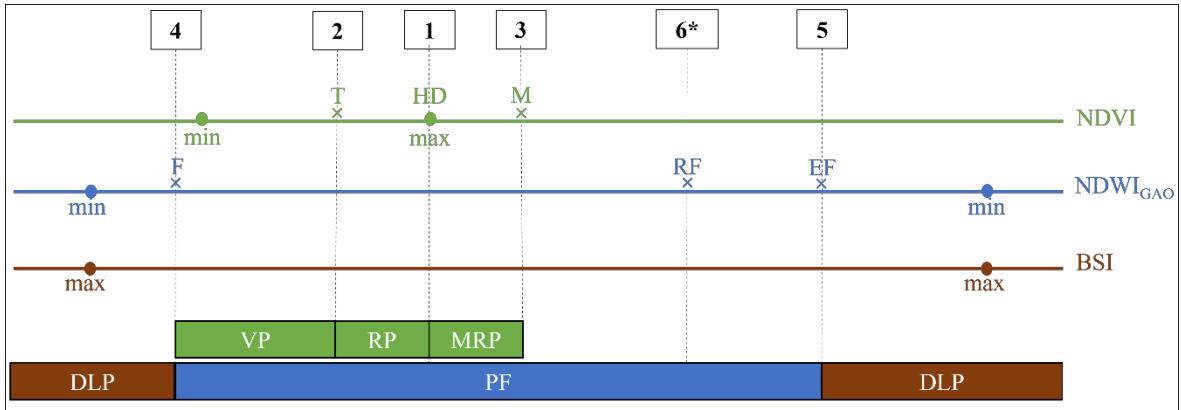 4 2 1 3 6* 5
T HD M
NDVI
min max
F RF EF
NDWI_GAO
min min
BSI
max max
VP RP MRP
DLP PF DLP